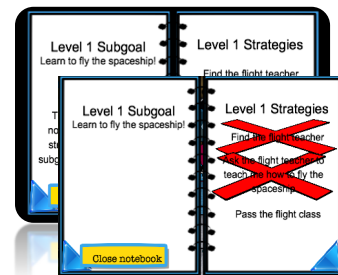 Level 1 Subgoal
Learn to fly the spaceship!
Level 1 Strategies
Find the flight teacher
Level 1 Subgoal
Learn to fly the spaceship!
Close notebook
Level 1 Strategies
Find the flight teacher
Ask the flight teacher to
teach me how to fly the
spaceship
Pass the flight class